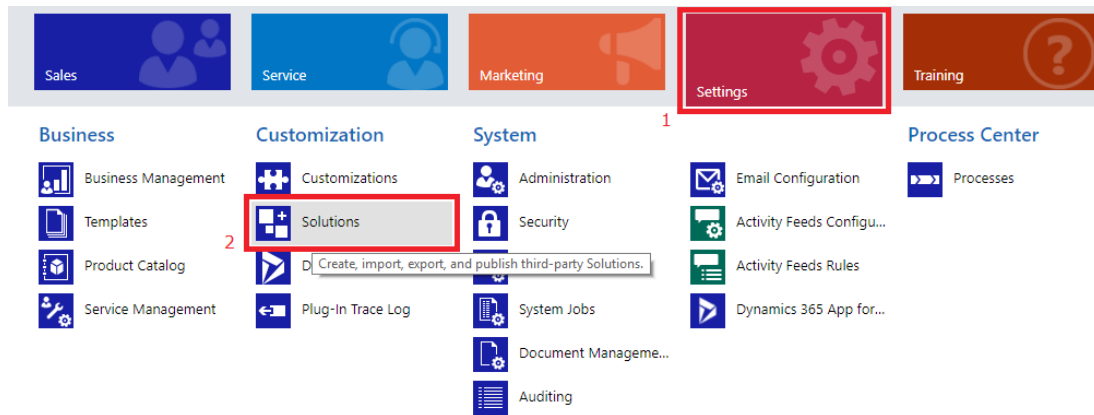 Sales
Service
Marketing
Settings
Training
1
Business
Customization
System
Process Center
Business Management
Customizations
Administration
Email Configuration
Processes
Templates
2
Solutions
Security
Activity Feeds Configu...
Product Catalog
D
Create, import, export, and publish third-party Solutions.
Activity Feeds Rules
Service Management
Plug-In Trace Log
System Jobs
Dynamics 365 App for...
Document Manageme...
Auditing